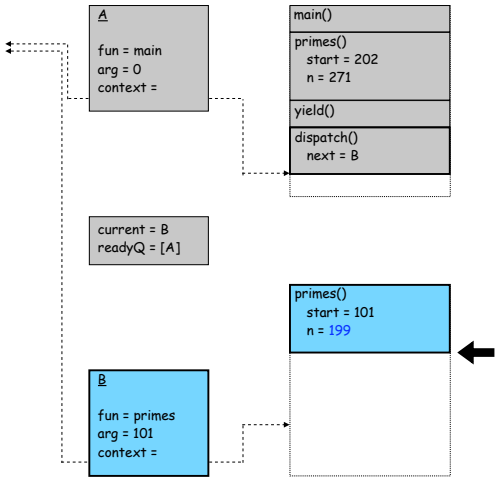 A
fun = main
arg = 0
context =
main()
primes()
start = 202
n = 271
yield()
dispatch()
next = B
current = B
readyQ = [A]
primes()
start = 101
n = 199
B
fun = primes
arg = 101
context =